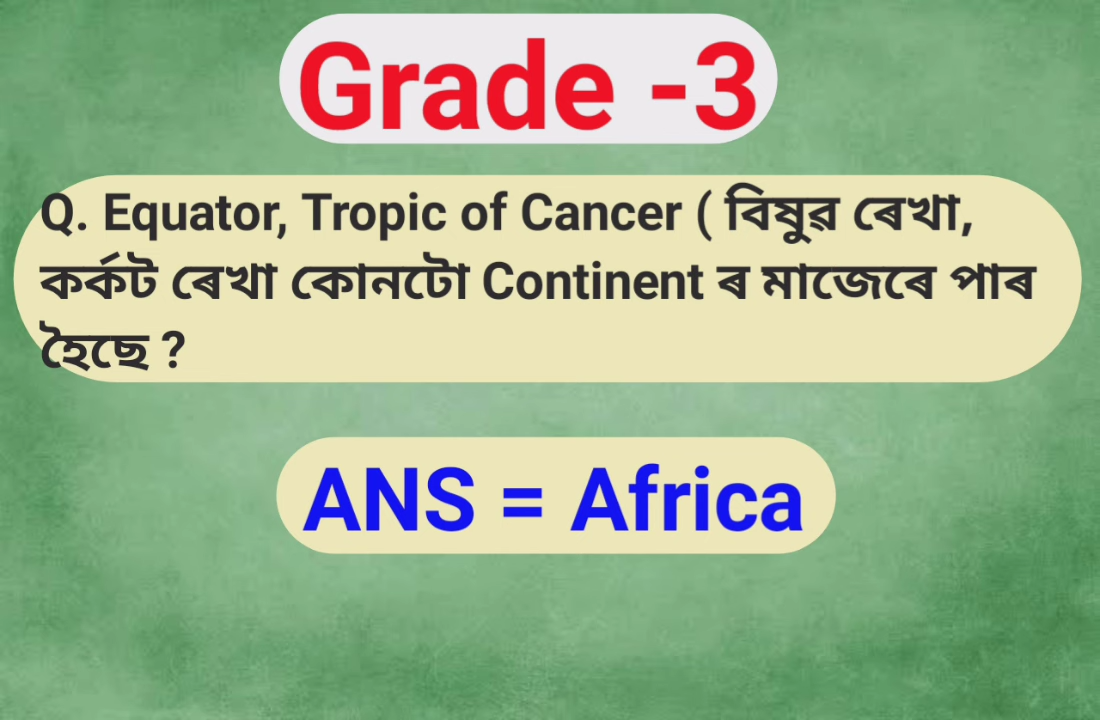 Grade -3
Q. Equator, Tropic of Cancer ( বিষুৱ ৰেখা,
কৰ্কট ৰেখা কোনটো Continent ৰ মাজেৰে পাৰ
হৈছে ?
ANS = Africa